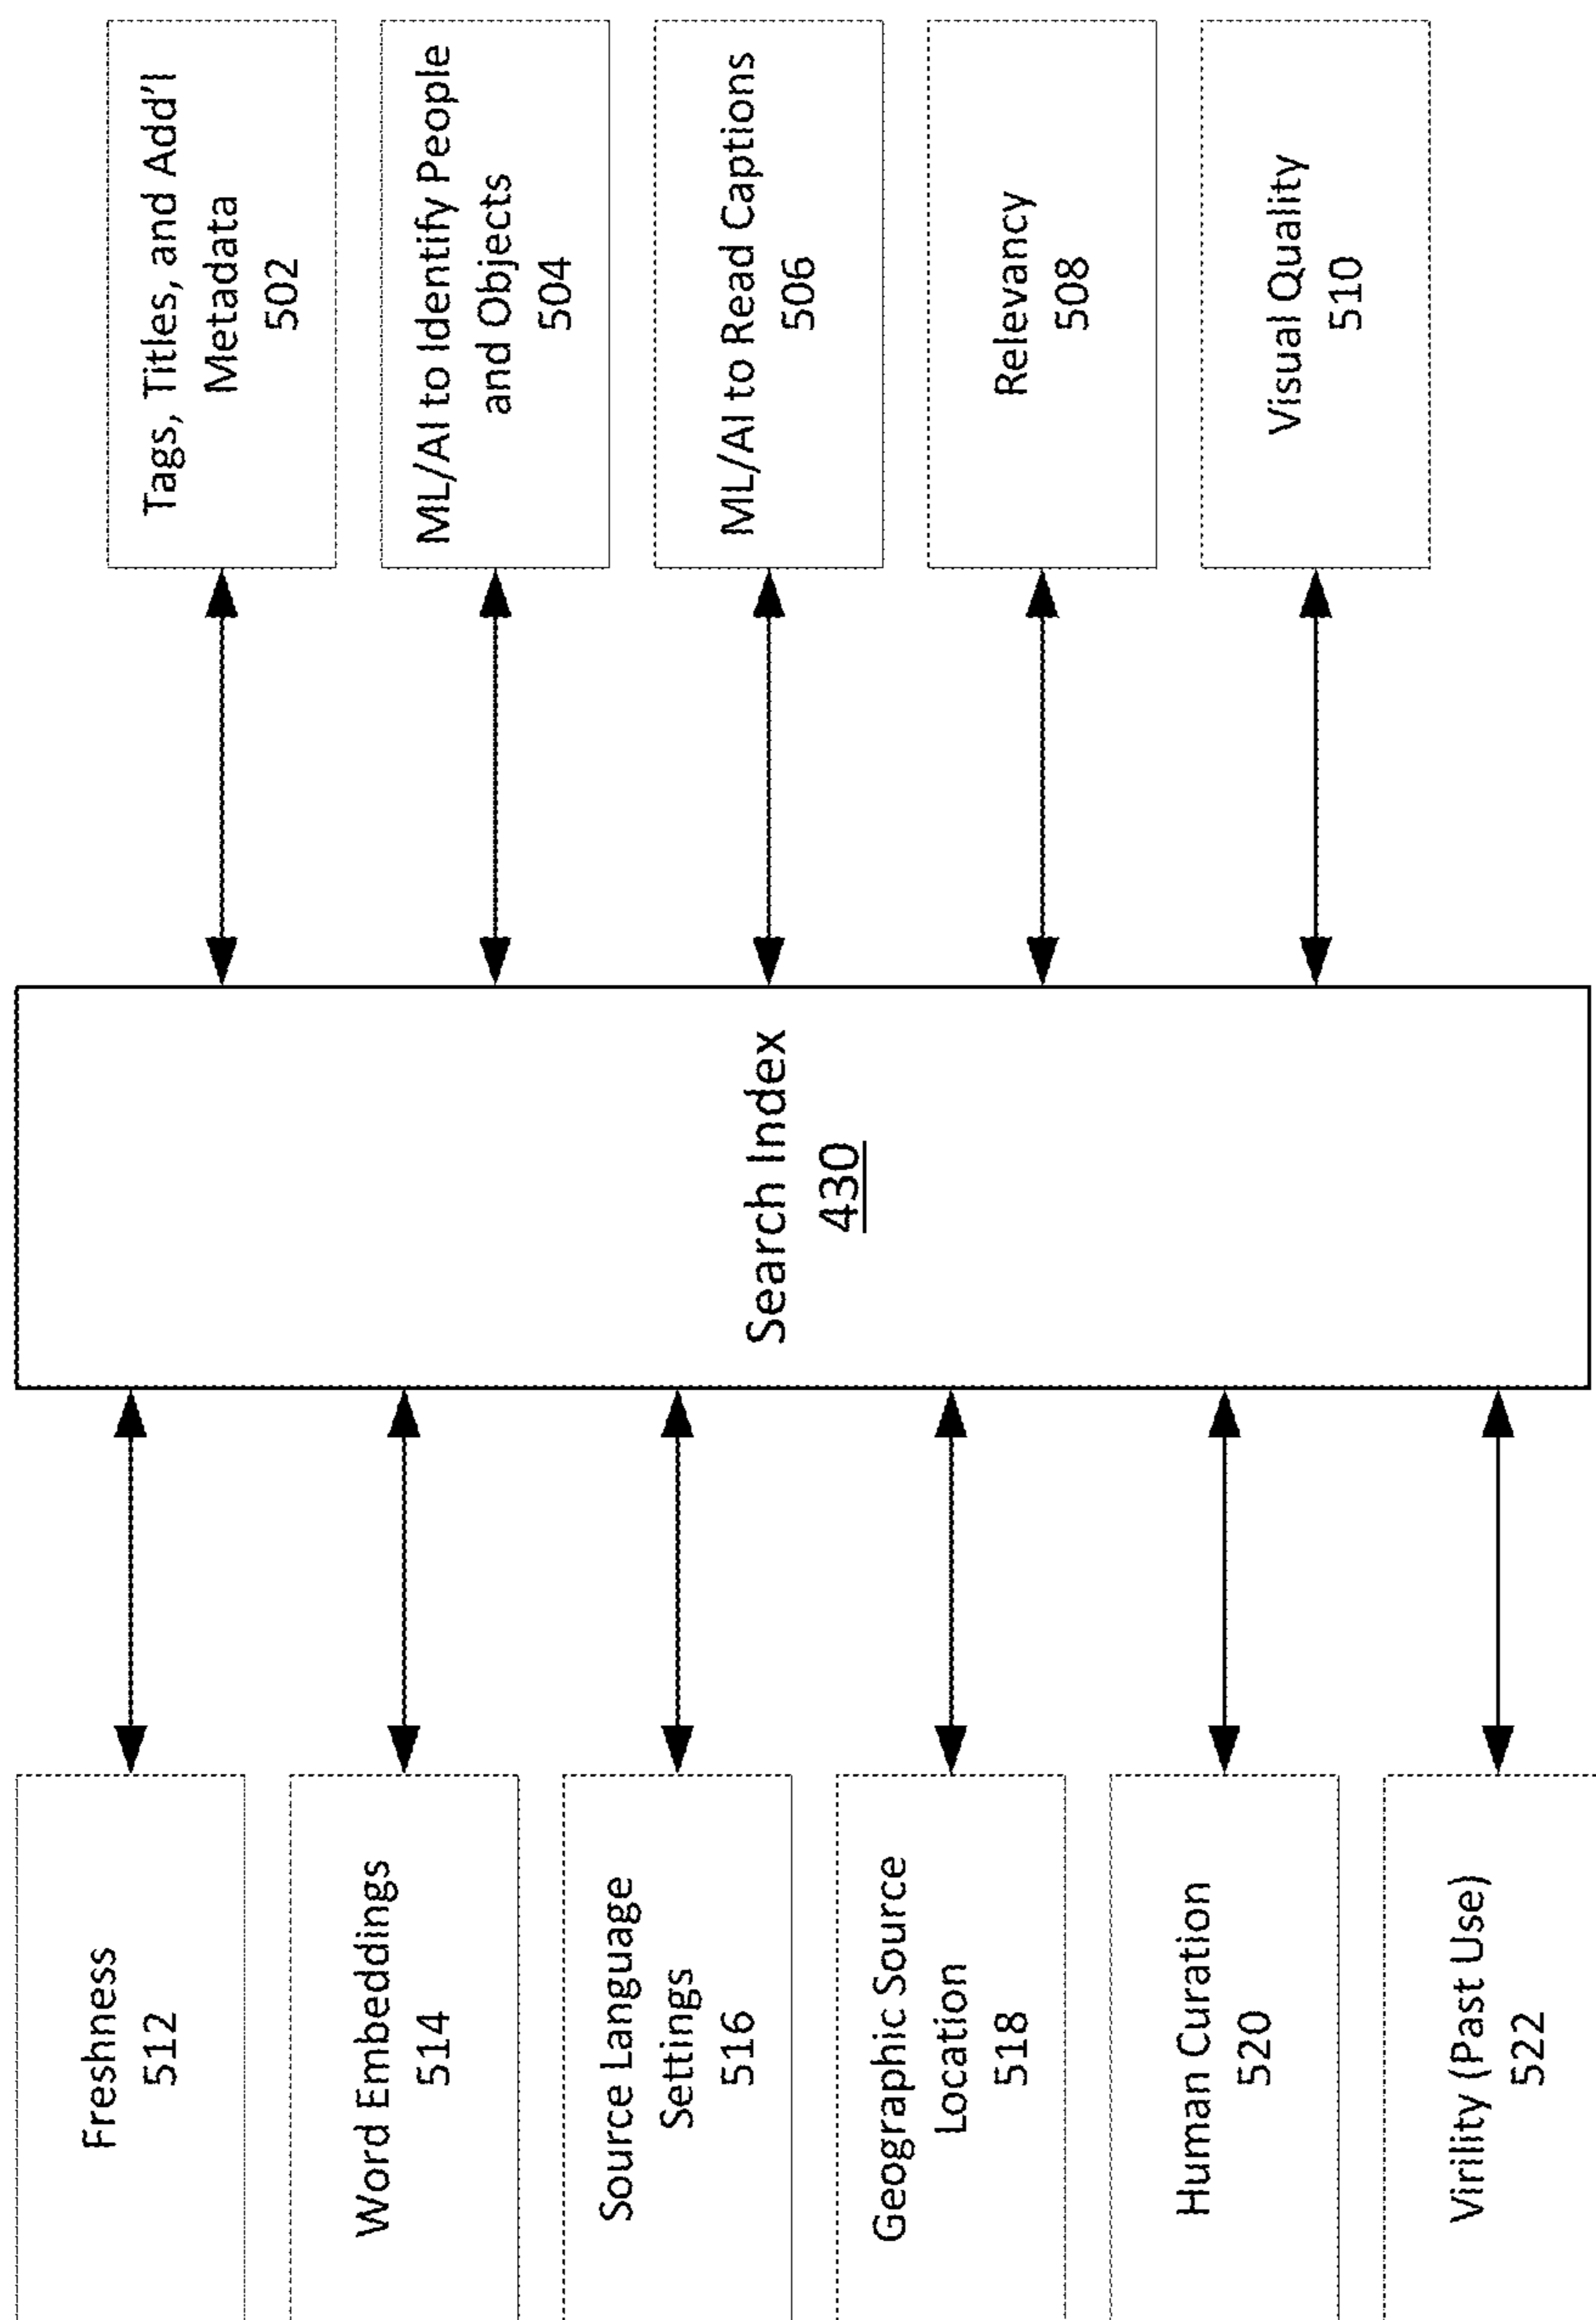 Freshness
512
Word Embeddings
514
Source Language
Settings
516
Geographic Source
Location
518
Human Curation
520
Virility (Past Use)
522
Search Index
430
Tags, Titles, and Add'l
Metadata
502
ML/AI to Identify People
and Objects
504
ML/AI to Read Captions
506
Relevancy
508
Visual Quality
510